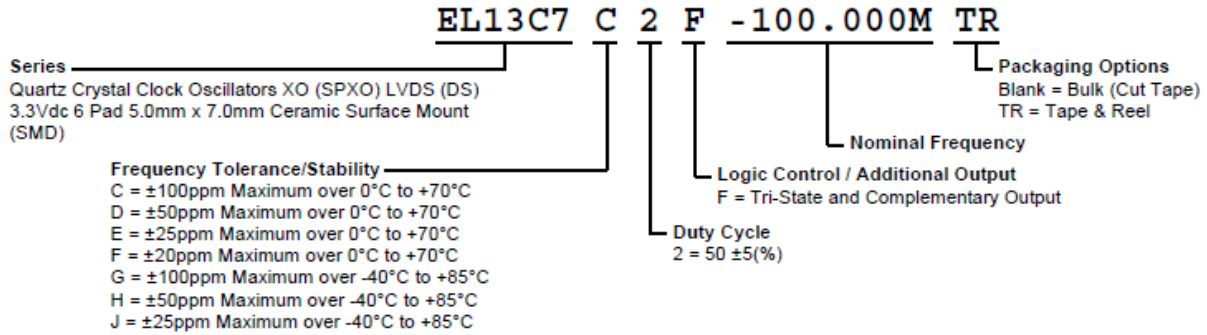 EL13C7 C 2 F -100.000M TR
Series
Quartz Crystal Clock Oscillators XO (SPXO) LVDS (DS)
3.3Vdc 6 Pad 5.0mm x 7.0mm Ceramic Surface Mount
(SMD)
Packaging Options
Blank = Bulk (Cut Tape)
TR = Tape & Reel
Nominal Frequency
Frequency Tolerance/Stability
C = ±100ppm Maximum over 0°C to +70°C
D = ±50ppm Maximum over 0°C to +70°C
E = ±25ppm Maximum over 0°C to +70°C
F = ±20ppm Maximum over 0°C to +70°C
G = ±100ppm Maximum over -40°C to +85°C
H = ±50ppm Maximum over -40°C to +85°C
J = ±25ppm Maximum over -40°C to +85°C
Logic Control / Additional Output
F = Tri-State and Complementary Output
Duty Cycle
2 = 50 ±5(%)